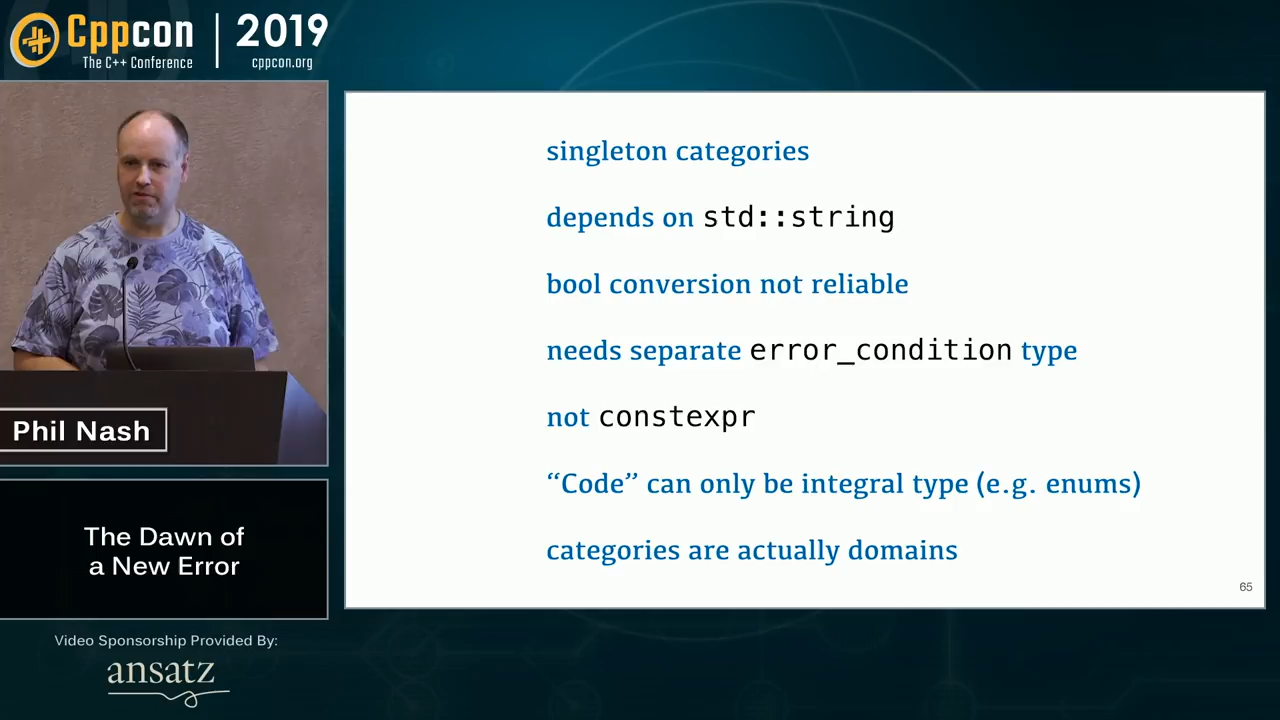 Cppcon | 2019
The C++ Conference
cppcon.org
Phil Nash
The Dawn of
a New Error
Video Sponsorship Provided By:
ansatz
singleton categories
depends on std::string
bool conversion not reliable
needs separate error_condition type
not constexpr
“Code” can only be integral type (e.g. enums)
categories are actually domains
65